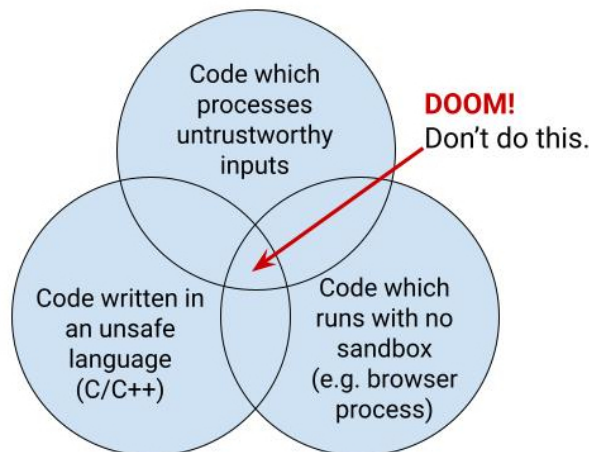 Code which
processes
untrustworthy
inputs
DOOM!
Don't do this.
Code written in
an unsafe
language
(C/C++)
Code which
runs with no
sandbox
(e.g. browser
process)